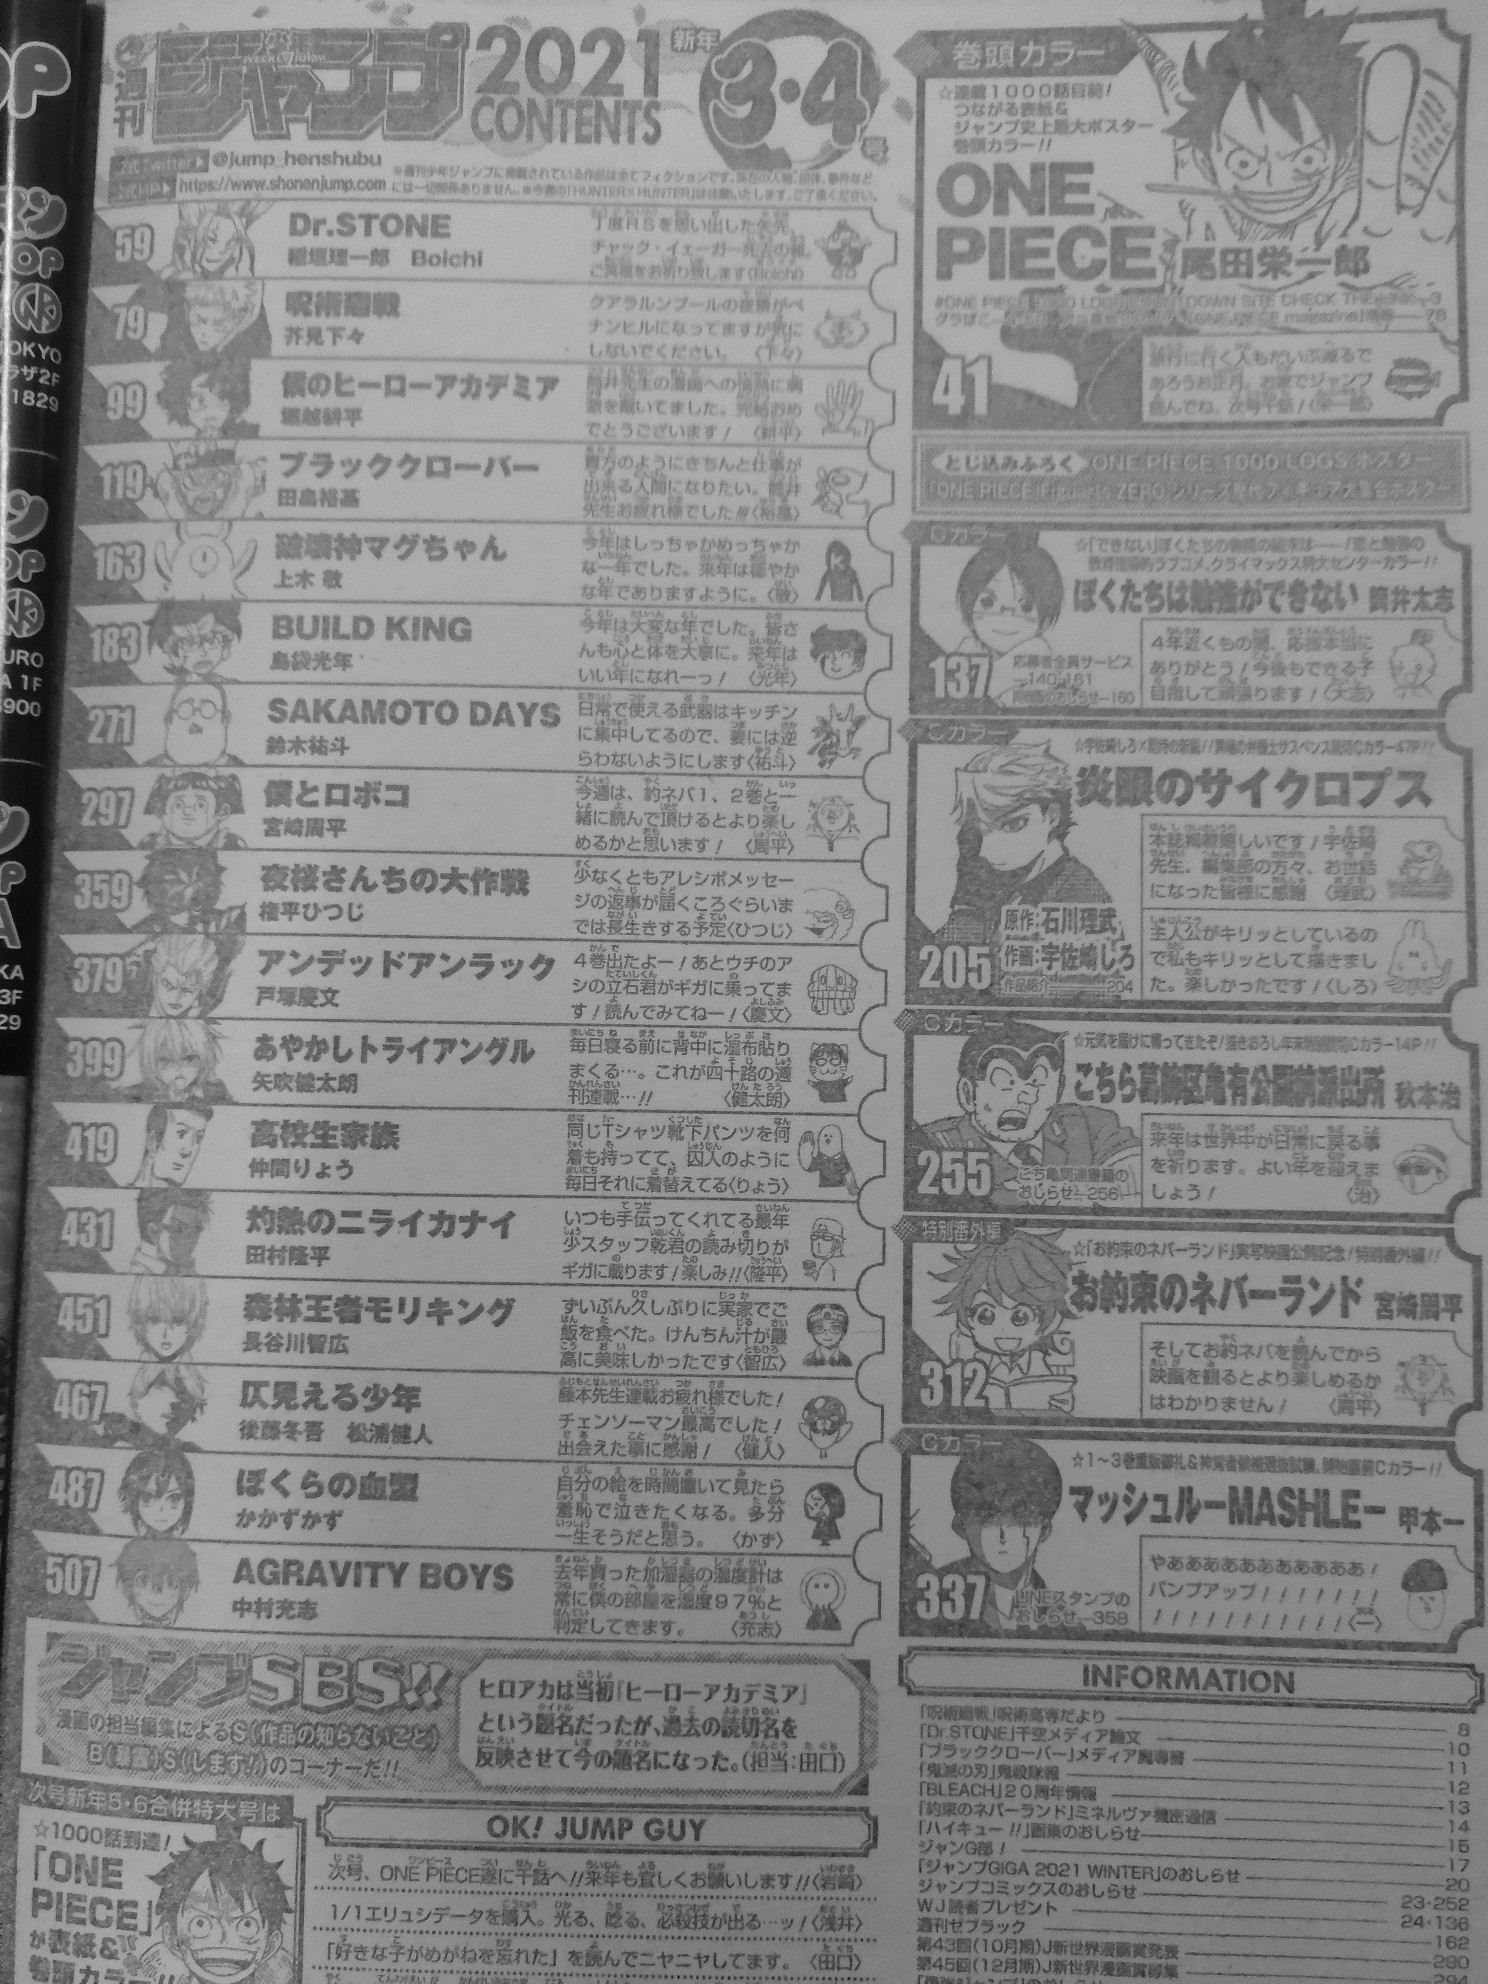 週刊
ジャンプ
WEEKLY JUMP
2021
CONTENTS
新年
3・4
号
@jump_henshubu
https://www.shonenjump.com
※週刊少年ジャンプに掲載されている作品は全てフィクションです。実在の人物、団体、事件など
には一切関係ありません。※今週の「HUNTER×HUNTER」は休載いたします。ご了承ください。
59
Dr.STONE
稲垣理一郎 Boichi
丁度RSを思い出した矢先、
チャック・イェーガー死去の報。
ご冥福をお祈り致します〈Boichi〉
79
呪術廻戦
芥見下々
クアラルンプールの夜景がペ
ナンヒルになってますが気に
しないでください。〈下々〉
99
僕のヒーローアカデミア
堀越耕平
筒井先生の漫画への情熱に刺
激を戴いてました。完結おめ
でとうございます！〈耕平〉
119
ブラッククローバー
田畠裕基
貴方のようにきちんと仕事が
出来る人間になりたい。筒井
先生お疲れ様でした!!!〈裕基〉
163
破壊神マグちゃん
上木 敬
今年はしっちゃかめっちゃか
な一年でした。来年は穏やか
な年でありますように。〈敬〉
183
BUILD KING
島袋光年
今年は大変な年でした。皆さ
んも心と体を大事に。来年は
いい年になれーっ！〈光年〉
271
SAKAMOTO DAYS
鈴木祐斗
日常で使える武器はキッチン
に集中してるので、妻には逆
らわないようにします〈祐斗〉
297
僕とロボコ
宮崎周平
今週は、約ネバ1、2巻と一
緒に読んで頂けるとより楽し
めるかと思います！〈周平〉
359
夜桜さんちの大作戦
権平ひつじ
少なくともアレシボメッセー
ジの返事が届くころぐらいま
では長生きする予定〈ひつじ〉
379
アンデッドアンラック
戸塚慶文
4巻出たよー！あとウチのア
シの立石君がギガに乗ってま
す！読んでみてねー！〈慶文〉
399
あやかしトライアングル
矢吹健太朗
毎日寝る前に背中に湿布貼り
まくる…。これが四十路の週
刊連載…!!〈健太朗〉
419
高校生家族
仲間りょう
同じTシャツ靴下パンツを何
着も持ってて、囚人のように
毎日それに着替えてる〈りょう〉
431
灼熱のニライカナイ
田村隆平
いつも手伝ってくれてる最年
少スタッフ乾君の読み切りが
ギガに載ります！楽しみ!!〈隆平〉
451
森林王者モリキング
長谷川智広
ずいぶん久しぶりに実家でご
飯を食べた。けんちん汁が最
高に美味しかったです〈智広〉
467
仄見える少年
後藤冬吾 松浦健人
藤本先生連載お疲れ様でした！
チェンソーマン最高でした！
出会えた事に感謝！〈健人〉
487
ぼくらの血盟
かかずかず
自分の絵を時間置いて見たら
羞恥で泣きたくなる。多分
一生そうだと思う。〈かず〉
507
AGRAVITY BOYS
中村充志
去年買った加湿器の湿度計は
常に僕の部屋を湿度97%と
判定してきます。〈充志〉
ジャンプSBS!!
漫画の担当編集によるS(作品の知らないこと)
B(暴露)S(します!)のコーナーだ!!
ヒロアカは当初「ヒーローアカデミア」
という題名だったが、過去の読切名を
反映させて今の題名になった。(担当:田口)
次号新年5・6合併特大号は
☆1000話到達！
「ONE
PIECE」
が表紙&
巻頭カラー!!
OK! JUMP GUY
次号、ONE PIECE遂に千話へ!!来年も宜しくお願いします!!〈岩崎〉
1/1エリュシデータを購入。光る、唸る、必殺技が出る…ッ！〈浅井〉
「好きな子がめがねを忘れた」を読んでニヤニヤしてます。〈田口〉
巻頭カラー
☆連載1000話目前！
つながる表紙&
ジャンプ史上最大ポスター
巻頭カラー!!
ONE
PIECE
尾田栄一郎
41
旅行に行く人もだいぶ減るで
あろうお正月。お家でジャンプ
読んでね。次号千話！〈栄一郎〉
とじ込みふろく
ONE PIECE 1000 LOGS ポスター
Cカラー
☆「できない」ぼくたちの物語の結末は――！恋と勉強の
教育指導的ラブコメ、クライマックス特大センターカラー!!
ぼくたちは勉強ができない
筒井太志
137
応募者全員サービス
―140・181
4年近くもの間、応援本当に
ありがとう！今後もできる子
目指して頑張ります！〈太志〉
Cカラー
炎眼のサイクロプス
205
原作:石川理武
作画:宇佐崎しろ
作品紹介――204
本誌掲載嬉しいです！宇佐崎
先生、編集部の方々、お世話
になった皆様に感謝〈理武〉
主人公がキリッとしているの
で私もキリッとして描きまし
た。楽しかったです！〈しろ〉
Cカラー
☆元気を届けに帰ってきたぞ！描きおろし年末特別読切Cカラー14P!!
こちら葛飾区亀有公園前派出所
秋本治
255
こち亀関連書籍の
おしらせ―256
来年は世界中が日常に戻る事
を祈ります。よい年を迎えま
しょう！〈治〉
特別番外編
☆「お約束のネバーランド」実写映画公開記念！特別番外編!!
お約束のネバーランド
宮崎周平
312
そしてお約ネバを読んでから
映画を観るとより楽しめるか
はわかりません！〈周平〉
Cカラー
☆1～3巻重版御礼&神覚者候補選抜試験、開始直前Cカラー!!
マッシュル―MASHLE―
甲本一
337
LINEスタンプの
おしらせ―358
やああああああああああああ！
パンプアップ！！！！！！！
！！！！！！！！！！！〈一〉
INFORMATION
「呪術廻戦」呪術高専だより――8
「Dr.STONE」千空メディア論文――10
「ブラッククローバー」メディア魔導書――11
「鬼滅の刃」鬼殺隊報――12
「BLEACH」20周年情報――13
「約束のネバーランド」ミネルヴァ機密通信――14
「ハイキュー!!」画集のおしらせ――15
ジャンG部！――17
「ジャンプGIGA 2021 WINTER」のおしらせ――20
ジャンプコミックスのおしらせ――23・252
WJ読者プレゼント――24・136
週刊セブラック――162
第43回(10月期)J新世界漫画賞発表――290
第45回(12月期)J新世界漫画賞募集